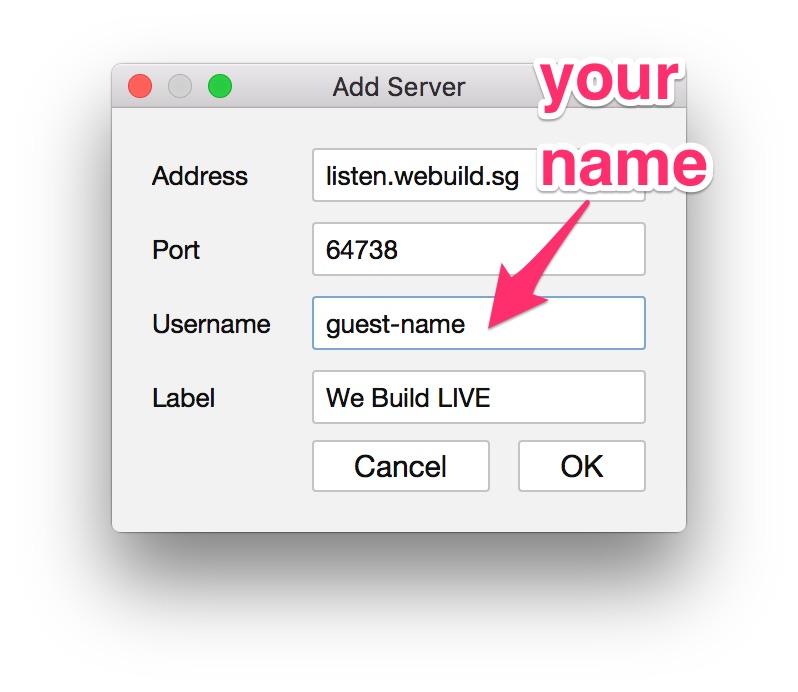 Add Server
your
name
Address listen.webuild.sg
Port 64738
Username guest-name
Label We Build LIVE
Cancel OK